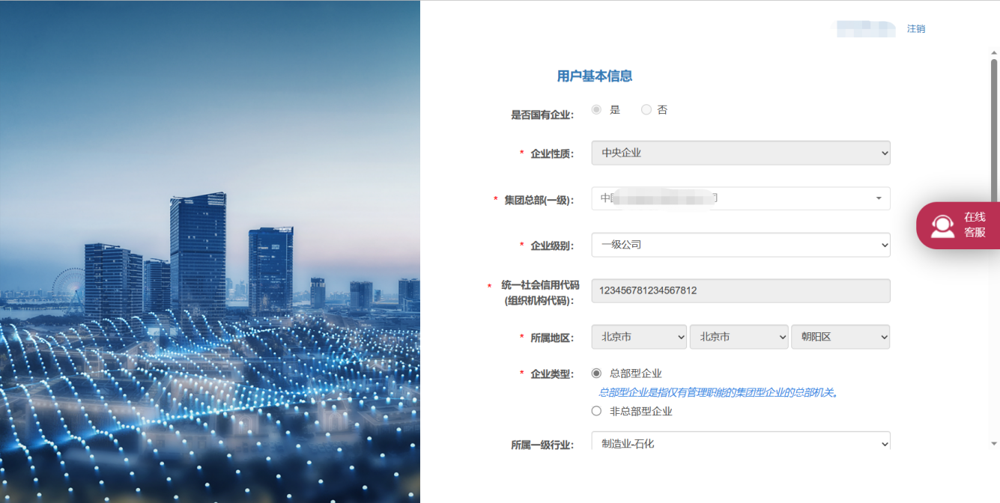 注销
用户基本信息
是否国有企业： 是 否
* 企业性质： 中央企业
* 集团总部(一级)： 中
* 企业级别： 一级公司
* 统一社会信用代码
(组织机构代码)： 123456781234567812
* 所属地区： 北京市 北京市 朝阳区
* 企业类型： 总部型企业
总部型企业是指仅有管理职能的集团型企业的总部机关。
非总部型企业
所属一级行业： 制造业-石化
在线
客服